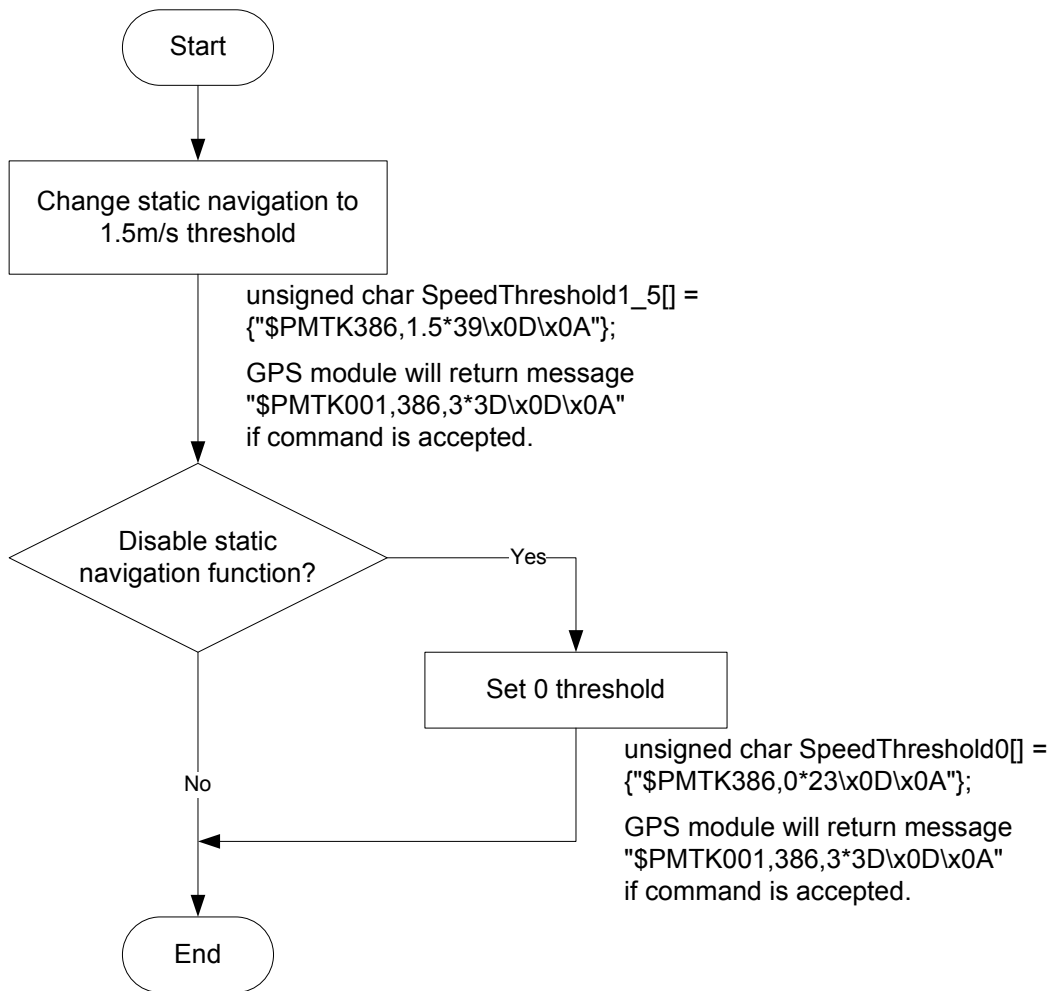 Start
Change static navigation to
1.5m/s threshold
unsigned char SpeedThreshold1_5[] =
{"$PMTK386,1.5*39\x0D\x0A"};
GPS module will return message
"$PMTK001,386,3*3D\x0D\x0A"
if command is accepted.
Disable static
navigation function?
Yes
Set 0 threshold
unsigned char SpeedThreshold0[] =
{"$PMTK386,0*23\x0D\x0A"};
No
GPS module will return message
"$PMTK001,386,3*3D\x0D\x0A"
if command is accepted.
End